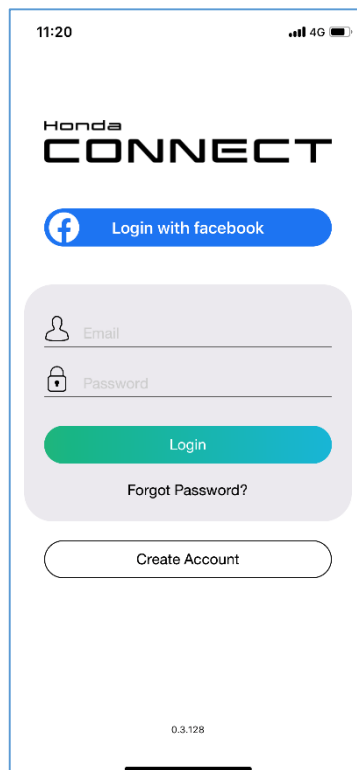 11:20 4G
Honda
CONNECT
Login with facebook
Email
Password
Login
Forgot Password?
Create Account
0.3.128